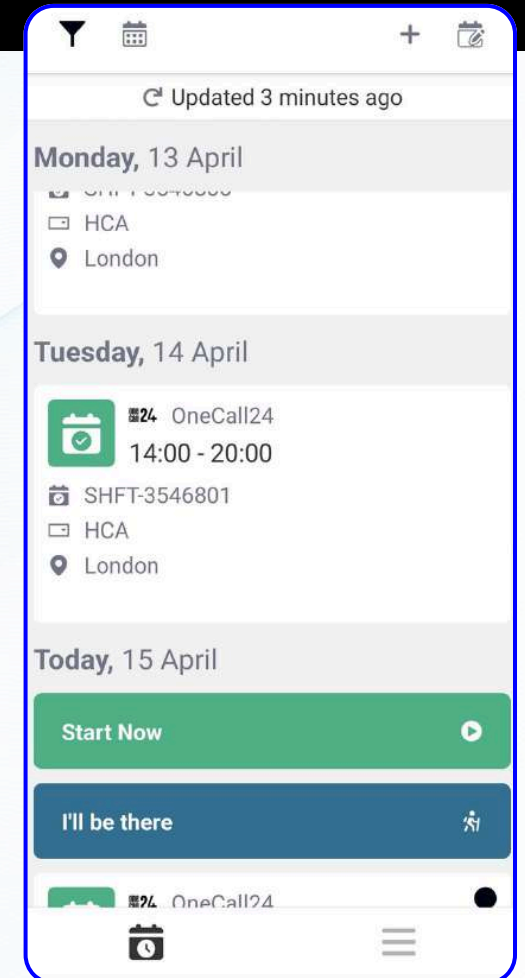 Updated 3 minutes ago
Monday, 13 April
HCA
London
Tuesday, 14 April
OneCall24
14:00 - 20:00
SHFT-3546801
HCA
London
Today, 15 April
Start Now
I'll be there
OneCall24